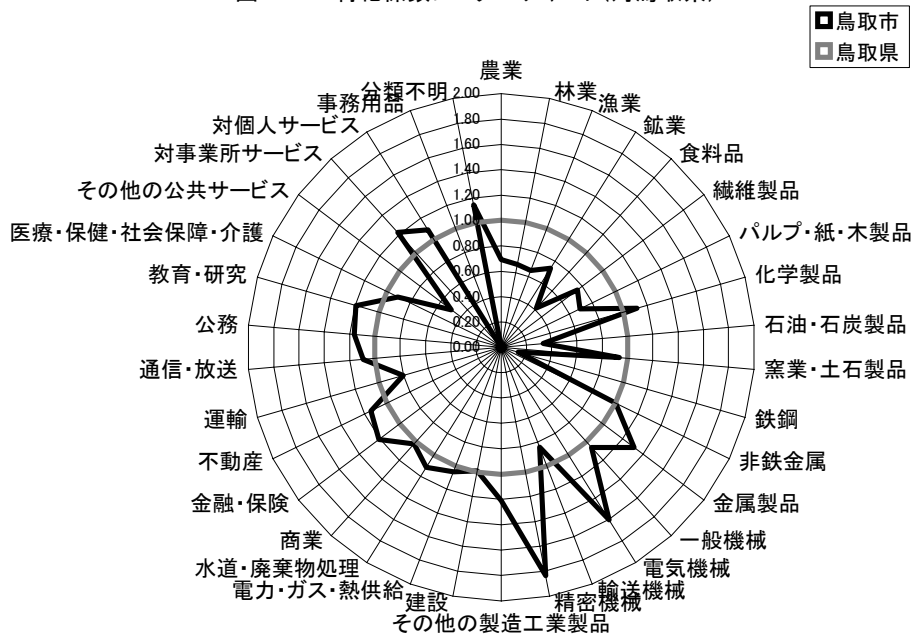 鳥取市
鳥取県
農業
林業
漁業
鉱業
食料品
繊維製品
パルプ・紙・木製品
化学製品
石油・石炭製品
窯業・土石製品
鉄鋼
非鉄金属
金属製品
一般機械
電気機械
輸送機械
精密機械
その他の製造工業製品
建設
電力・ガス・熱供給
水道・廃棄物処理
商業
金融・保険
不動産
運輸
通信・放送
公務
教育・研究
医療・保健・社会保障・介護
その他の公共サービス
対事業所サービス
対個人サービス
事務用品
分類不明
2.00
1.80
1.60
1.40
1.20
1.00
0.80
0.60
0.40
0.20
0.00